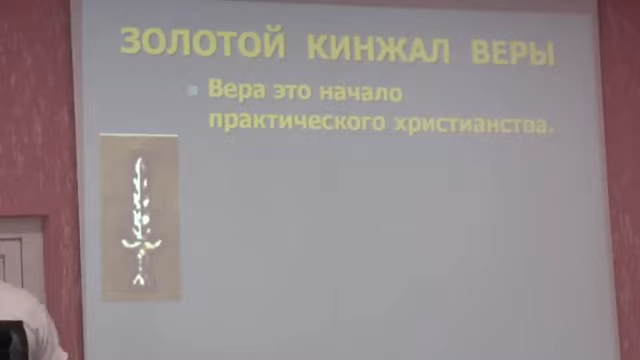 ЗОЛОТОЙ КИНЖАЛ ВЕРЫ
Вера это начало
практического христианства.